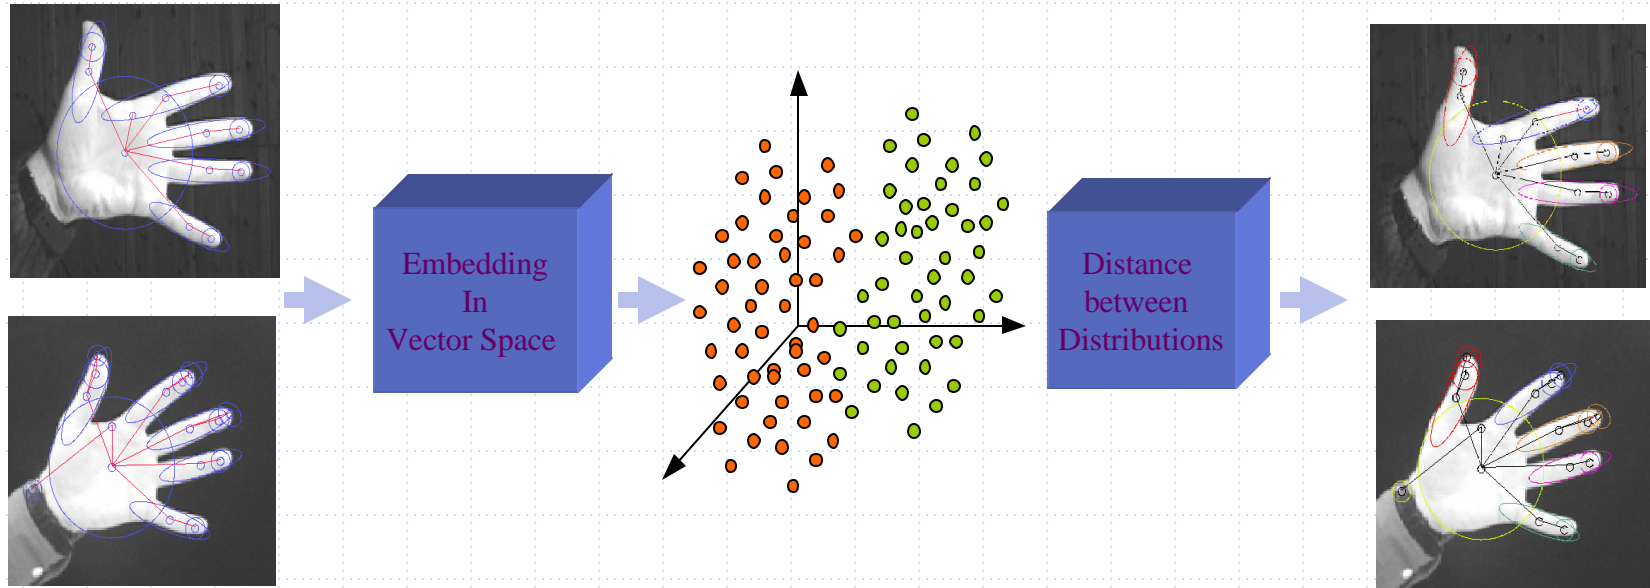 Embedding
In
Vector Space
Distance
between
Distributions